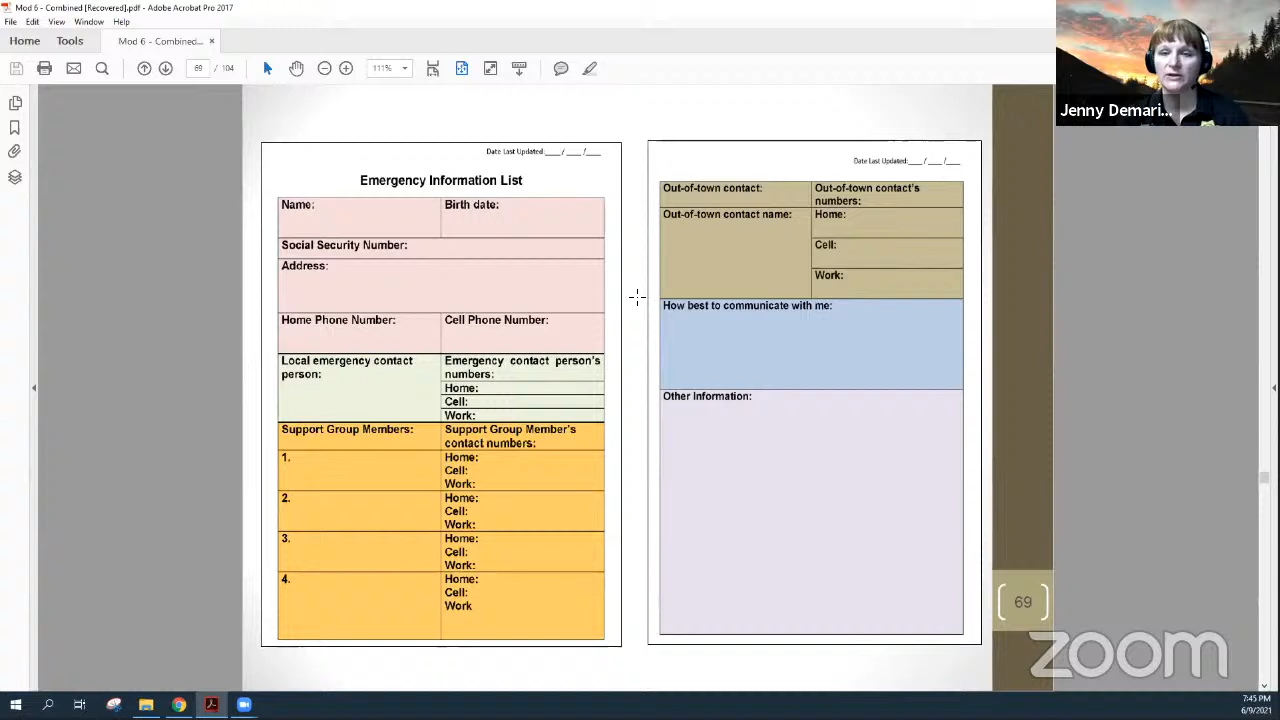 Mod 6 - Combined [Recovered].pdf - Adobe Acrobat Pro 2017
File Edit View Window Help
Home Tools Mod 6 - Combined... ×
69 / 104 111%
Jenny Demari...
Date Last Updated:____ / ____ /____
Emergency Information List
Name: Birth date:
Social Security Number:
Address:
Home Phone Number: Cell Phone Number:
Local emergency contact person: Emergency contact person's numbers:
Home:
Cell:
Work:
Support Group Members: Support Group Member's contact numbers:
1. Home:
Cell:
Work:
2. Home:
Cell:
Work:
3. Home:
Cell:
Work:
4. Home:
Cell:
Work
Date Last Updated:____ / ____ /____
Out-of-town contact: Out-of-town contact's numbers:
Out-of-town contact name: Home:
Cell:
Work:
How best to communicate with me:
Other Information:
69
zoom
7:45 PM
6/9/2021